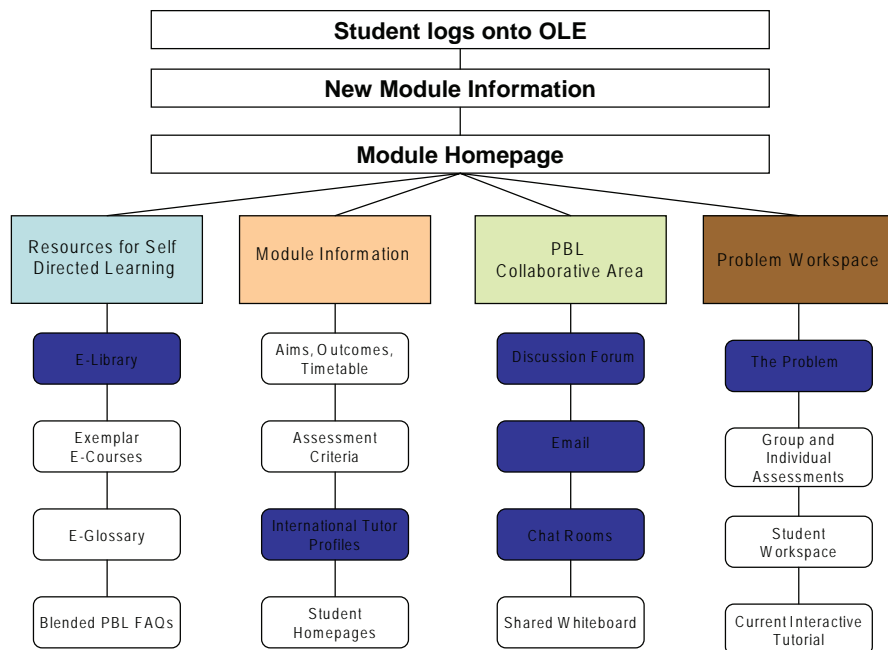 Student logs onto OLE
New Module Information
Module Homepage
Resources for Self
Directed Learning
Module Information
PBL
Collaborative Area
Problem Workspace
E-Library
Aims, Outcomes,
Timetable
Discussion Forum
The Problem
Exemplar
E-Courses
Assessment
Criteria
Email
Group and
Individual
Assessments
E-Glossary
International Tutor
Profiles
Chat Rooms
Student
Workspace
Blended PBL FAQs
Student
Homepages
Shared Whiteboard
Current Interactive
Tutorial